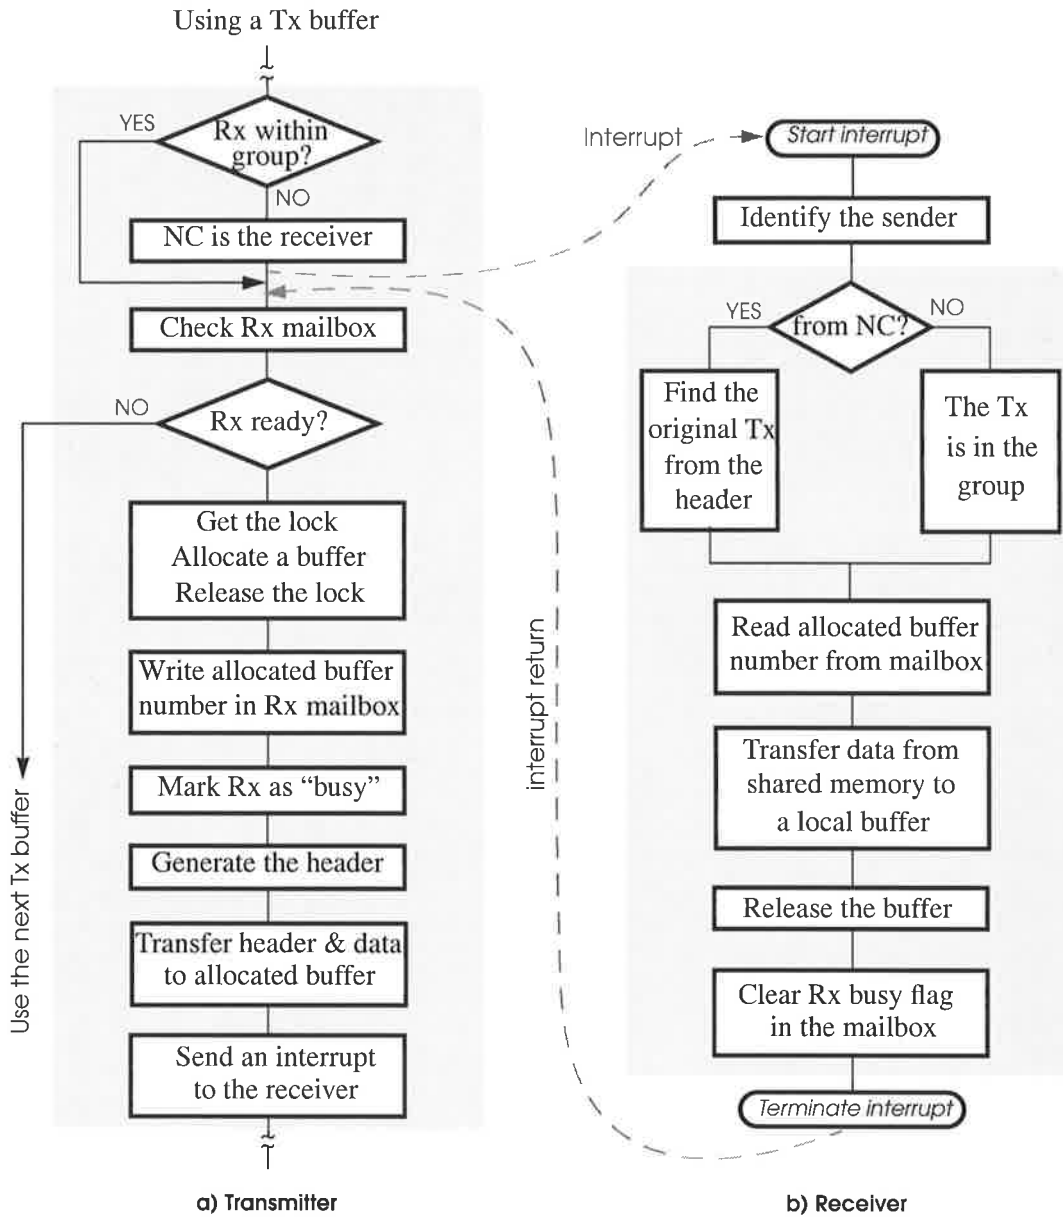 Using a Tx buffer
YES
Rx within
group?
NO
NC is the receiver
Check Rx mailbox
NO
Rx ready?
Get the lock
Allocate a buffer
Release the lock
Write allocated buffer
number in Rx mailbox
Mark Rx as “busy”
Generate the header
Transfer header & data
to allocated buffer
Send an interrupt
to the receiver
Use the next Tx buffer
a) Transmitter
Interrupt
interrupt return
Start interrupt
Identify the sender
YES
from NC?
NO
Find the
original Tx
from the
header
The Tx
is in the
group
Read allocated buffer
number from mailbox
Transfer data from
shared memory to
a local buffer
Release the buffer
Clear Rx busy flag
in the mailbox
Terminate interrupt
b) Receiver